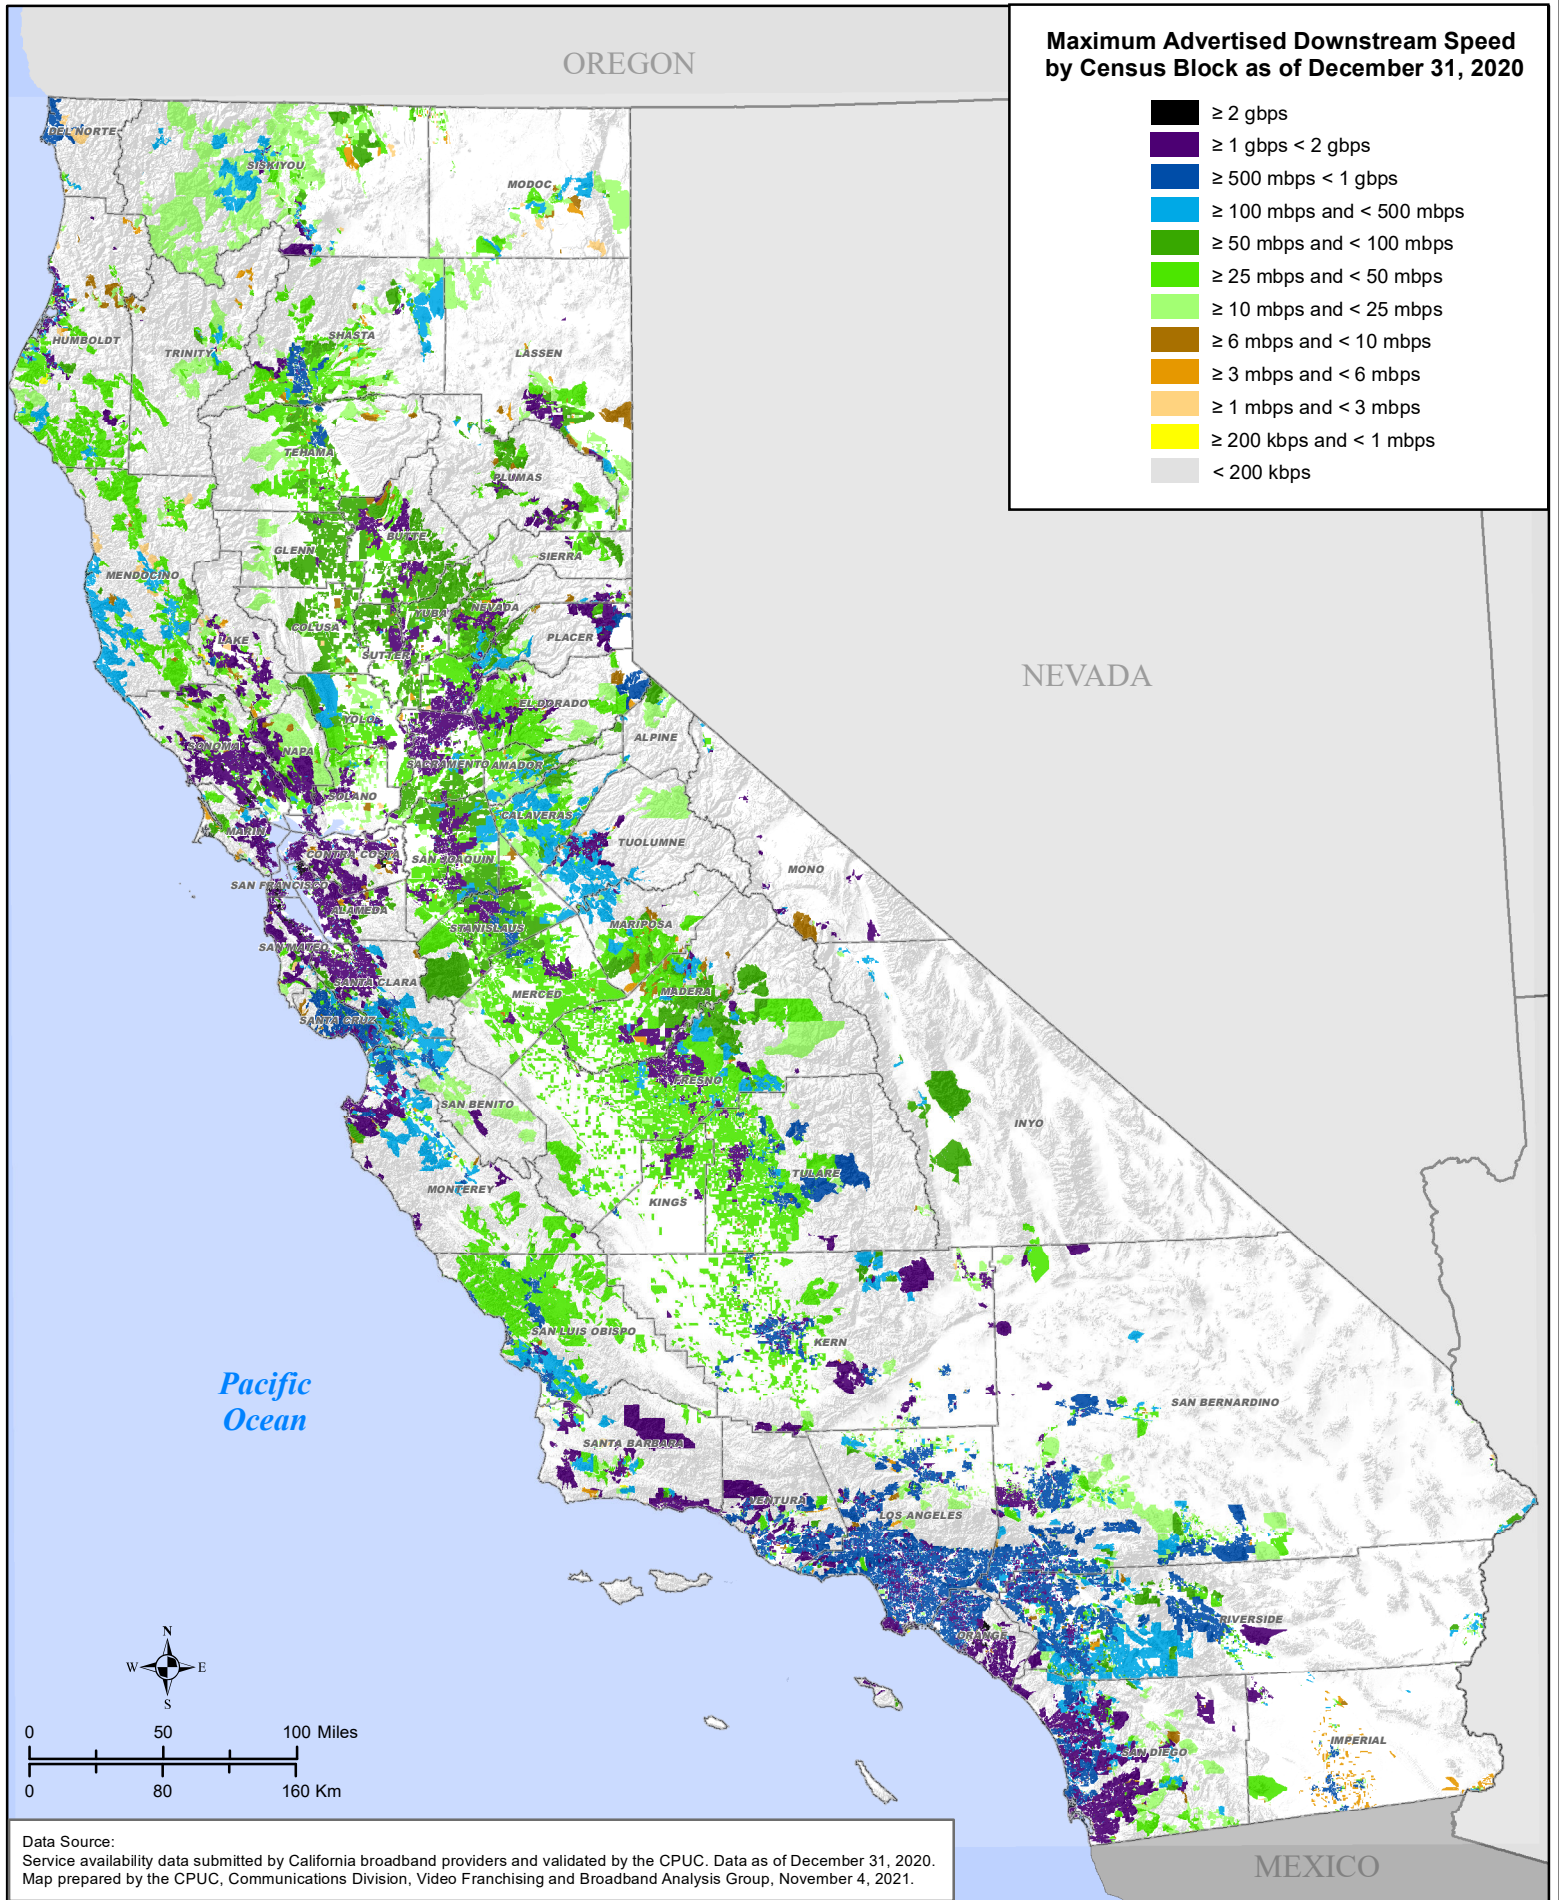 Maximum Advertised Downstream Speed
by Census Block as of December 31, 2020
≥ 2 gbps
≥ 1 gbps < 2 gbps
≥ 500 mbps < 1 gbps
≥ 100 mbps and < 500 mbps
≥ 50 mbps and < 100 mbps
≥ 25 mbps and < 50 mbps
≥ 10 mbps and < 25 mbps
≥ 6 mbps and < 10 mbps
≥ 3 mbps and < 6 mbps
≥ 1 mbps and < 3 mbps
≥ 200 kbps and < 1 mbps
< 200 kbps
OREGON
DEL NORTE
SISKIYOU
MODOC
HUMBOLDT
TRINITY
SHASTA
LASSEN
TEHAMA
PLUMAS
GLENN
BUTTE
SIERRA
MENDOCINO
COLUSA
YUBA
NEVADA
LAKE
SUTTER
PLACER
NEVADA
SONOMA
NAPA
YOLO
EL DORADO
ALPINE
SACRAMENTO
AMADOR
SOLANO
MARIN
CALAVERAS
CONTRA COSTA
SAN JOAQUIN
TUOLUMNE
MONO
SAN FRANCISCO
ALAMEDA
STANISLAUS
MARIPOSA
SAN MATEO
SANTA CLARA
MERCED
MADERA
SANTA CRUZ
FRESNO
SAN BENITO
INYO
MONTEREY
KINGS
TULARE
SAN LUIS OBISPO
KERN
SAN BERNARDINO
Pacific
Ocean
SANTA BARBARA
VENTURA
LOS ANGELES
ORANGE
RIVERSIDE
SAN DIEGO
IMPERIAL
MEXICO
N
W
E
S
0 50 100 Miles
0 80 160 Km
Data Source:
Service availability data submitted by California broadband providers and validated by the CPUC. Data as of December 31, 2020.
Map prepared by the CPUC, Communications Division, Video Franchising and Broadband Analysis Group, November 4, 2021.